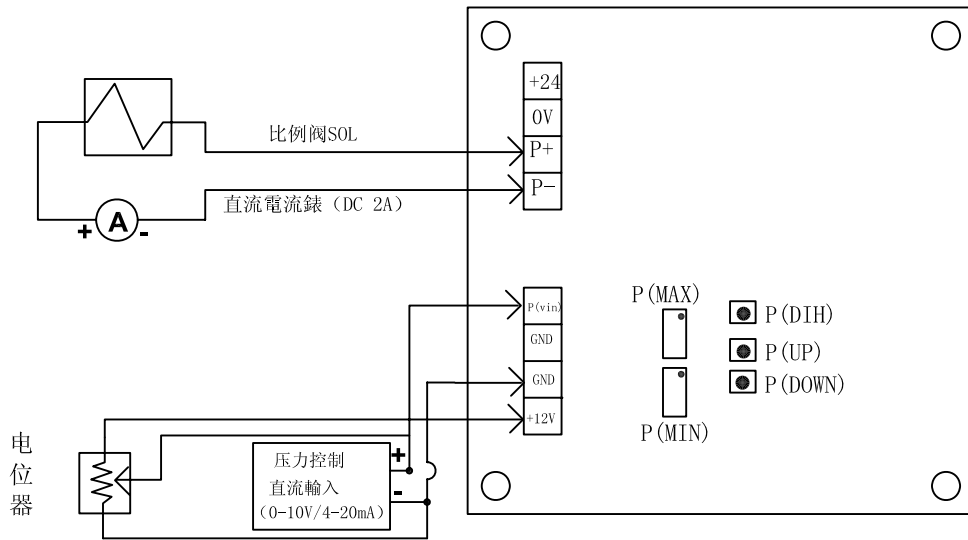 +24
0V
P+
P-
比例阀SOL
直流電流錶（DC 2A）
A
+
-
P(vin)
GND
GND
+12V
P(MAX)
P(MIN)
P(DIH)
P(UP)
P(DOWN)
电
位
器
压力控制
直流輸入
（0-10V/4-20mA）
+
-